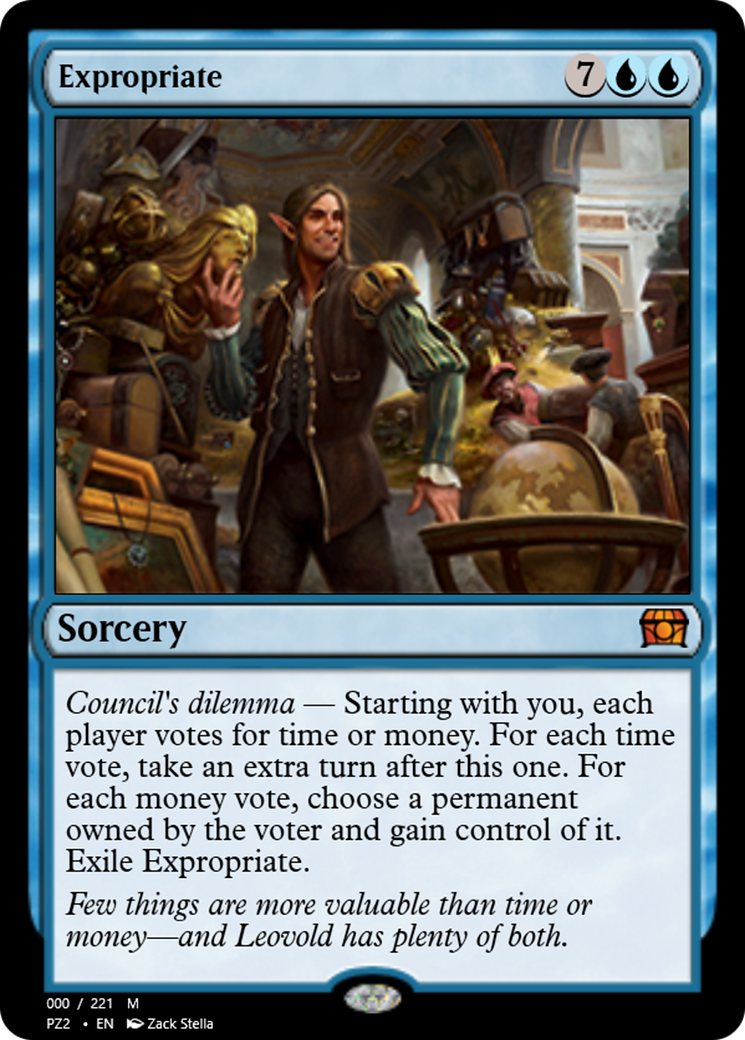 Expropriate 7
Sorcery
Council's dilemma — Starting with you, each
player votes for time or money. For each time
vote, take an extra turn after this one. For
each money vote, choose a permanent
owned by the voter and gain control of it.
Exile Expropriate.
Few things are more valuable than time or
money—and Leovold has plenty of both.
000 / 221 M
PZ2 • EN Zack Stella